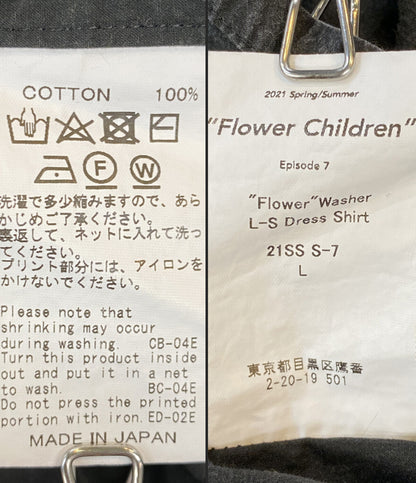 COTTON 100%
F W
洗濯で多少縮みますので、あら
かじめご了承ください。
裏返して、ネットに入れて洗っ
てください。
プリント部分には、アイロンを
かけないでください。
Please note that
shrinking may occur
during washing. CB-04E
Turn this product inside
out and put it in a net
to wash. BC-04E
Do not press the printed
portion with iron. ED-02E
MADE IN JAPAN
2021 Spring/Summer
"Flower Children"
Episode 7
"Flower"Washer
L-S Dress Shirt
21SS S-7
L
東京都目黒区鷹番
2-20-19 501